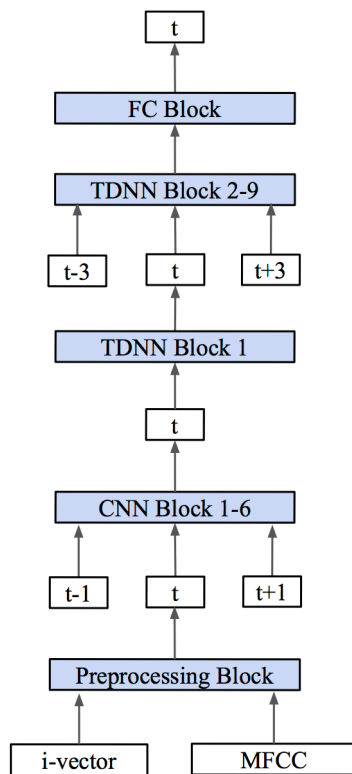 t
FC Block
TDNN Block 2-9
t-3 t t+3
TDNN Block 1
t
CNN Block 1-6
t-1 t t+1
Preprocessing Block
i-vector MFCC